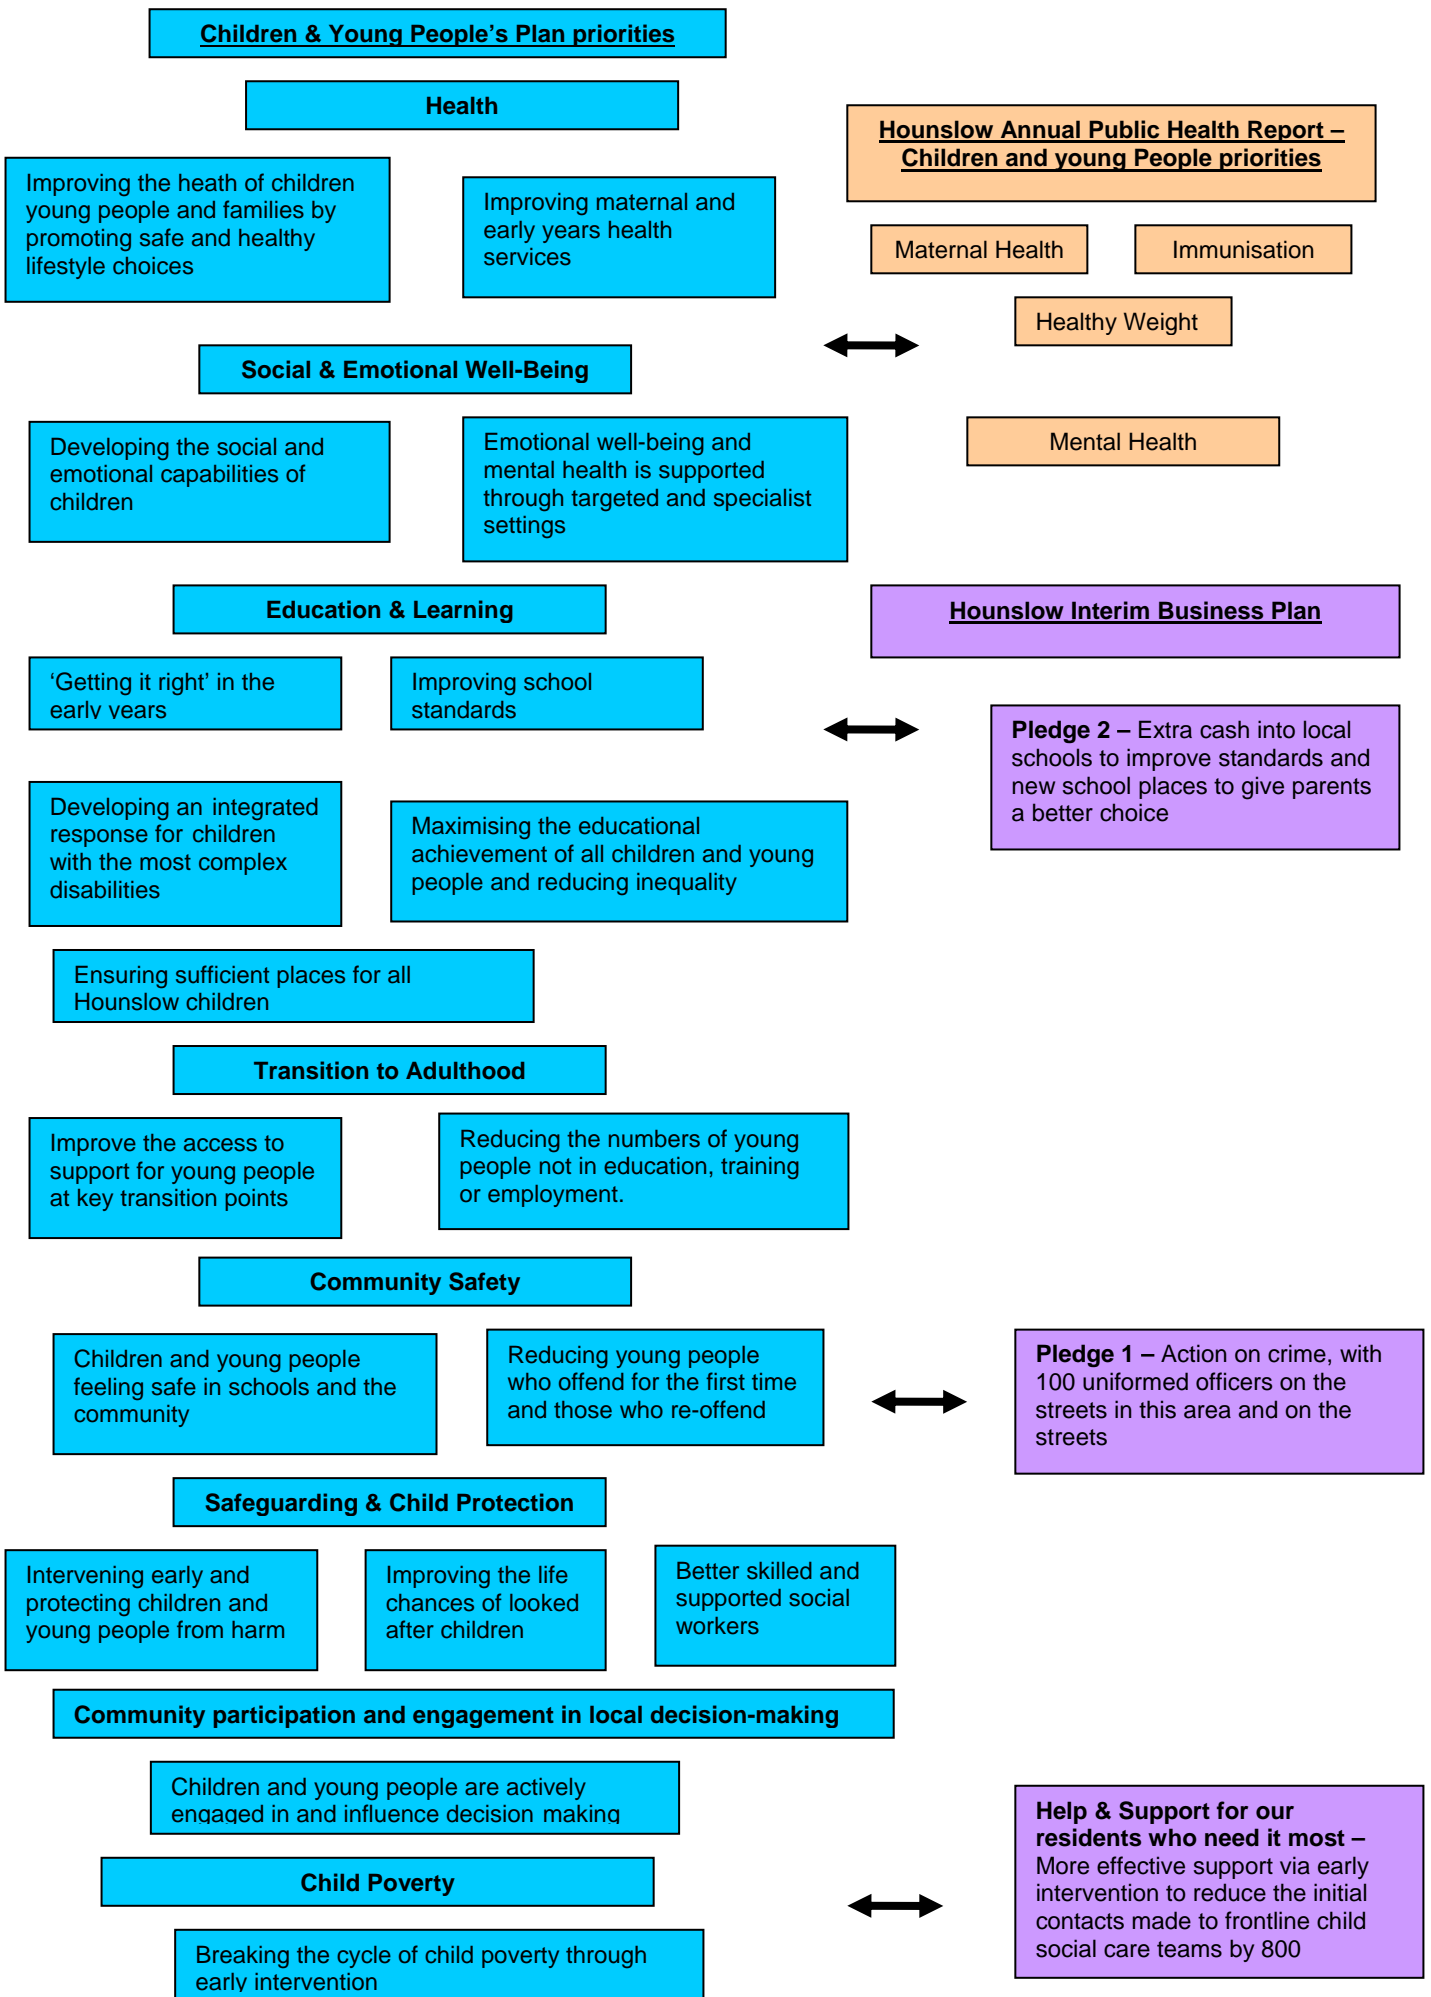 Children & Young People's Plan priorities
Health
Hounslow Annual Public Health Report –
Children and young People priorities
Improving the heath of children
young people and families by
promoting safe and healthy
lifestyle choices
Improving maternal and
early years health
services
Maternal Health
Immunisation
Healthy Weight
Social & Emotional Well-Being
Developing the social and
emotional capabilities of
children
Emotional well-being and
mental health is supported
through targeted and specialist
settings
Mental Health
Education & Learning
Hounslow Interim Business Plan
‘Getting it right’ in the
early years
Improving school
standards
Pledge 2 – Extra cash into local
schools to improve standards and
new school places to give parents
a better choice
Developing an integrated
response for children
with the most complex
disabilities
Maximising the educational
achievement of all children and young
people and reducing inequality
Ensuring sufficient places for all
Hounslow children
Transition to Adulthood
Improve the access to
support for young people
at key transition points
Reducing the numbers of young
people not in education, training
or employment.
Community Safety
Children and young people
feeling safe in schools and the
community
Reducing young people
who offend for the first time
and those who re-offend
Pledge 1 – Action on crime, with
100 uniformed officers on the
streets in this area and on the
streets
Safeguarding & Child Protection
Intervening early and
protecting children and
young people from harm
Improving the life
chances of looked
after children
Better skilled and
supported social
workers
Community participation and engagement in local decision-making
Children and young people are actively
engaged in and influence decision making
Help & Support for our
residents who need it most –
More effective support via early
intervention to reduce the initial
contacts made to frontline child
social care teams by 800
Child Poverty
Breaking the cycle of child poverty through
early intervention